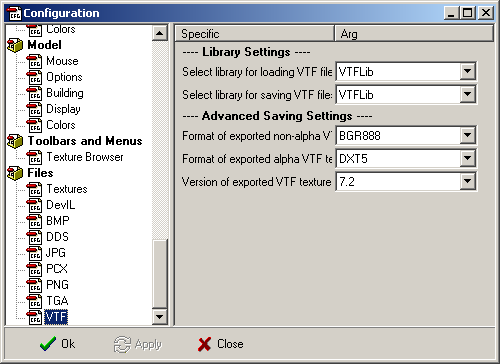 Configuration
Colors
Model
Mouse
Options
Building
Display
Colors
Toolbars and Menus
Texture Browser
Files
Textures
DevIL
BMP
DDS
JPG
PCX
PNG
TGA
VTF
Specific Arg
---- Library Settings ----
Select library for loading VTF file VTFLib
Select library for saving VTF file: VTFLib
---- Advanced Saving Settings ----
Format of exported non-alpha V BGR888
Format of exported alpha VTF te DXT5
Version of exported VTF texture 7.2
Ok Apply Close